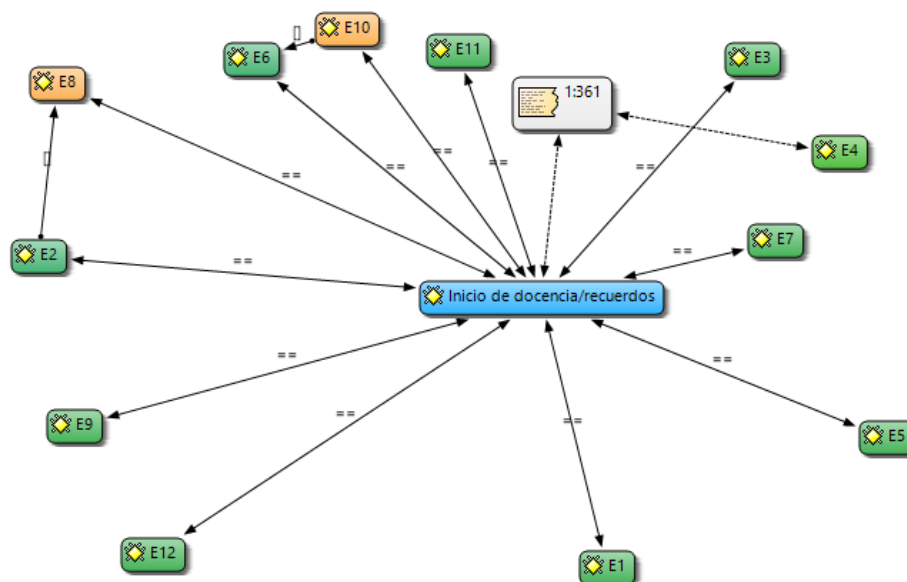 E10
E6
E11
E3
E8
1:361
E4
==
==
==
==
==
E2
E7
==
==
Inicio de docencia/recuerdos
==
==
==
==
E9
E5
E12
E1